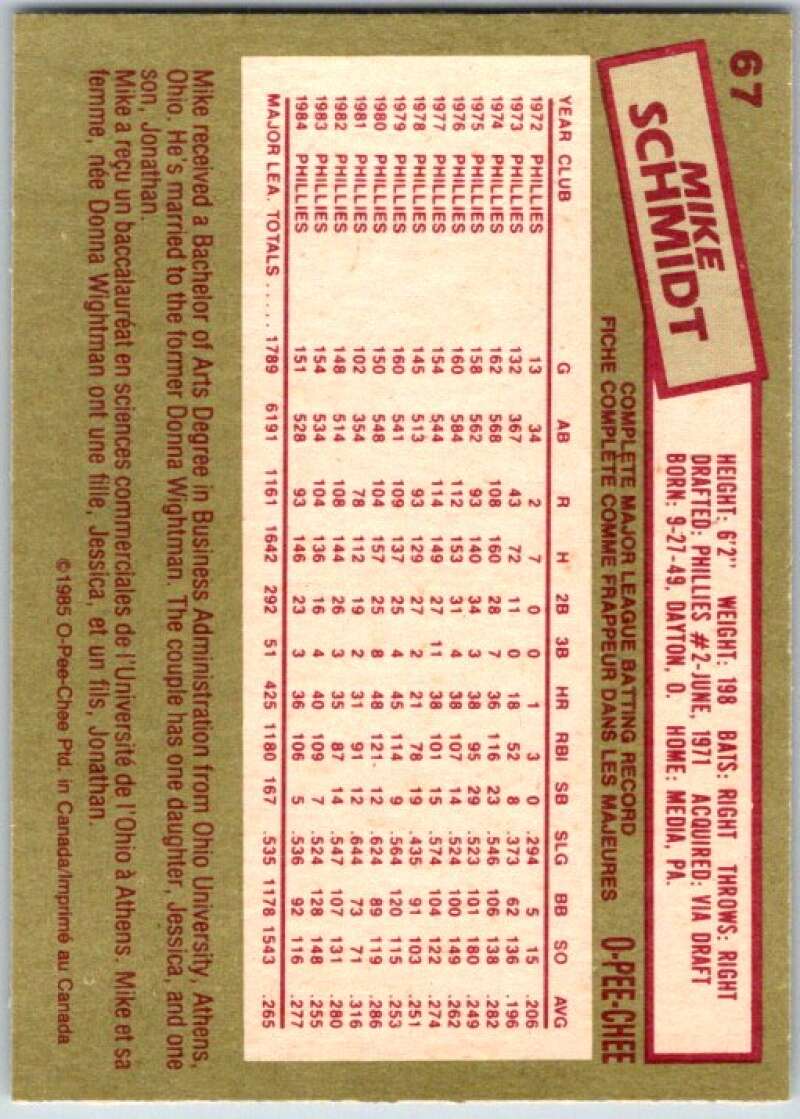 67
MIKE
SCHMIDT
HEIGHT: 6'2" WEIGHT: 198 BATS: RIGHT THROWS: RIGHT
DRAFTED: PHILLIES #2-JUNE, 1971 ACQUIRED: VIA DRAFT
BORN: 9-27-49, DAYTON, O. HOME: MEDIA, PA.
COMPLETE MAJOR LEAGUE BATTING RECORD
FICHE COMPLÈTE COMME FRAPPEUR DANS LES MAJEURES
O-PEE-CHEE
YEAR CLUB G AB R H 2B 3B HR RBI SB SLG BB SO AVG
1972 PHILLIES 13 34 2 7 0 0 1 3 0 .294 5 15 .206
1973 PHILLIES 132 367 43 72 11 0 18 52 8 .373 62 136 .196
1974 PHILLIES 162 568 108 160 28 7 36 116 23 .546 106 138 .282
1975 PHILLIES 158 562 93 140 34 3 38 95 29 .523 101 180 .249
1976 PHILLIES 160 584 112 153 31 4 38 107 14 .524 100 149 .262
1977 PHILLIES 154 544 114 149 27 11 38 101 15 .574 104 122 .274
1978 PHILLIES 145 513 93 129 27 2 21 78 19 .435 91 103 .251
1979 PHILLIES 160 541 109 137 25 4 45 114 9 .564 120 115 .253
1980 PHILLIES 150 548 104 157 25 8 48 121 12 .624 89 119 .286
1981 PHILLIES 102 354 78 112 19 2 31 91 12 .644 73 71 .316
1982 PHILLIES 148 514 108 144 26 3 35 87 14 .547 107 131 .280
1983 PHILLIES 154 534 104 136 16 4 40 109 7 .524 128 148 .255
1984 PHILLIES 151 528 93 146 23 3 36 106 5 .536 92 116 .277
MAJOR LEA. TOTALS ..... 1789 6191 1161 1642 292 51 425 1180 167 .535 1178 1543 .265
Mike received a Bachelor of Arts Degree in Business Administration from Ohio University, Athens,
Ohio. He's married to the former Donna Wightman. The couple has one daughter, Jessica, and one
son, Jonathan.
Mike a reçu un baccalauréat en sciences commerciales de l'Université de l'Ohio à Athens. Mike et sa
femme, née Donna Wightman ont une fille, Jessica, et un fils, Jonathan.
©1985 O-Pee-Chee Ptd. in Canada/Imprimé au Canada